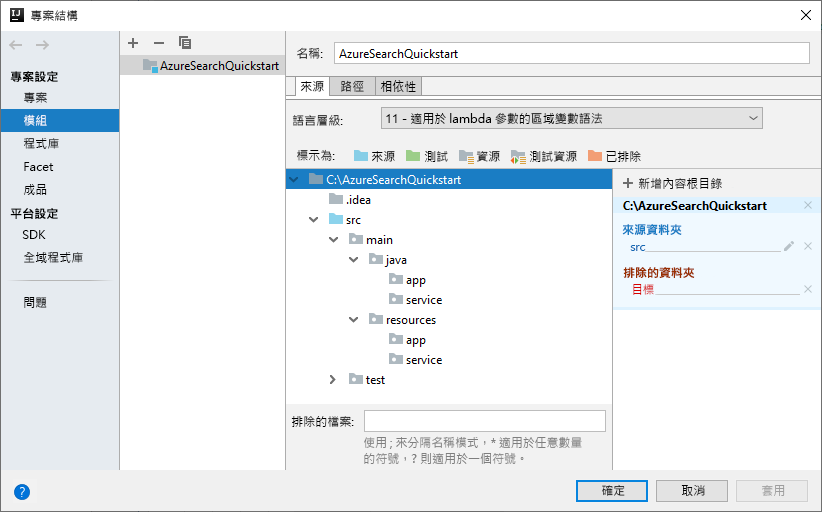 專案結構
專案設定
專案
模組
程式庫
Facet
成品
平台設定
SDK
全域程式庫
問題
AzureSearchQuickstart
名稱:
AzureSearchQuickstart
來源
路徑
相依性
語言層級:
11 - 適用於 lambda 參數的區域變數語法
標示為:
來源
測試
資源
測試資源
已排除
C:\AzureSearchQuickstart
.idea
src
main
java
app
service
resources
app
service
test
排除的檔案:
使用 ; 來分隔名稱模式，* 適用於任意數量
的符號，? 則適用於一個符號。
新增內容根目錄
C:\AzureSearchQuickstart
來源資料夾
src
排除的資料夾
目標
?
確定
取消
套用